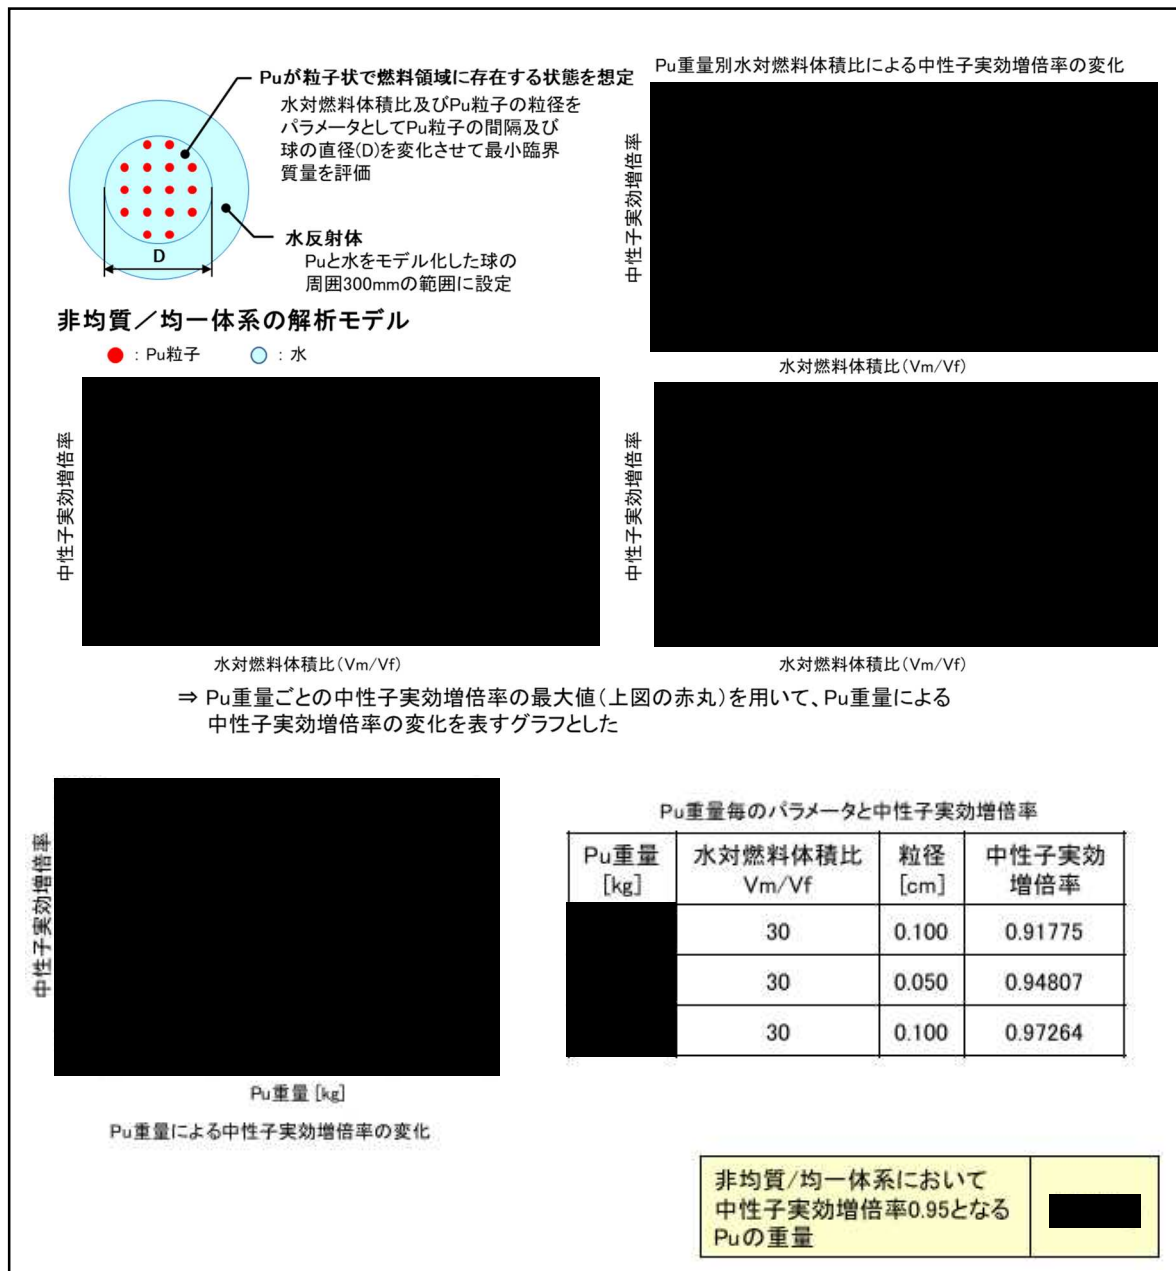 Puが粒子状で燃料領域に存在する状態を想定
水対燃料体積比及びPu粒子の粒径を
パラメータとしてPu粒子の間隔及び
球の直径(D)を変化させて最小臨界
質量を評価
D
水反射体
Puと水をモデル化した球の
周囲300mmの範囲に設定
非均質／均一体系の解析モデル
：Pu粒子 ：水
Pu重量別水対燃料体積比による中性子実効増倍率の変化
中性子実効増倍率
水対燃料体積比(Vm/Vf)
中性子実効増倍率
水対燃料体積比(Vm/Vf)
中性子実効増倍率
水対燃料体積比(Vm/Vf)
⇒ Pu重量ごとの中性子実効増倍率の最大値(上図の赤丸)を用いて、Pu重量による
中性子実効増倍率の変化を表すグラフとした
中性子実効増倍率
Pu重量 [kg]
Pu重量による中性子実効増倍率の変化
Pu重量毎のパラメータと中性子実効増倍率
Pu重量 [kg] 水対燃料体積比 Vm/Vf 粒径 [cm] 中性子実効増倍率
30 0.100 0.91775
30 0.050 0.94807
30 0.100 0.97264
非均質/均一体系において
中性子実効増倍率0.95となる
Puの重量